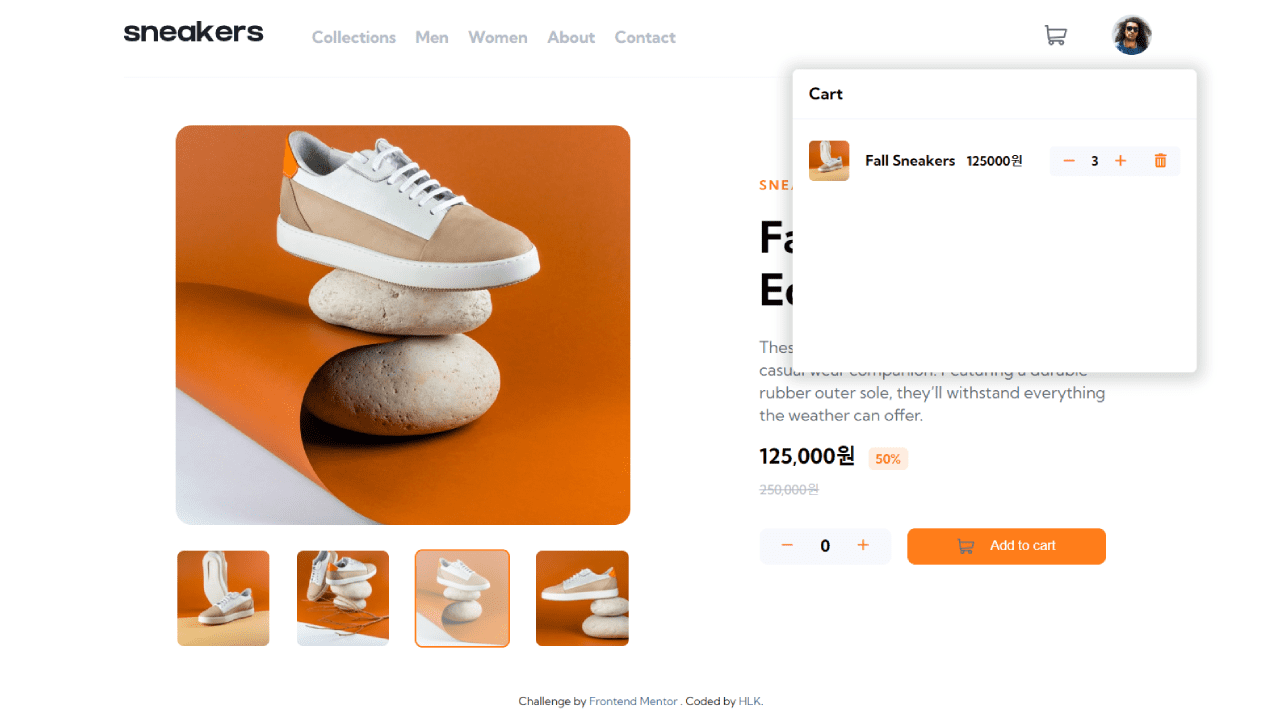 sneakers
Collections Men Women About Contact
Cart
Fall Sneakers 125000원 − 3 +
SNEA
Fa
Ed
Thes
casual wear companion. Featuring a durable
rubber outer sole, they'll withstand everything
the weather can offer.
125,000원 50%
250,000원
− 0 + Add to cart
Challenge by Frontend Mentor . Coded by HLK.